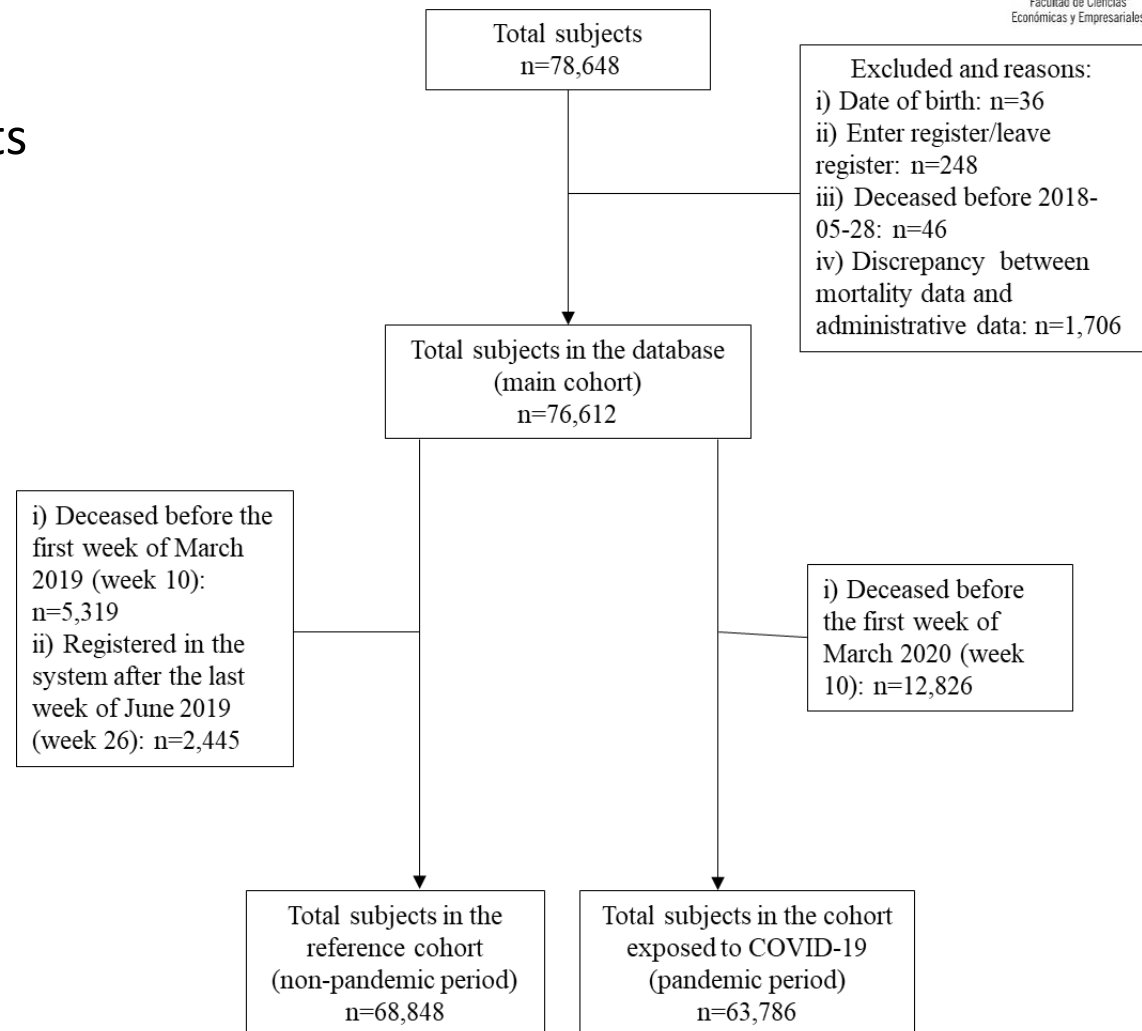 Facultad de Ciencias
Económicas y Empresariales
Total subjects
n=78,648
ts
Excluded and reasons:
i) Date of birth: n=36
ii) Enter register/leave
register: n=248
iii) Deceased before 2018-
05-28: n=46
iv) Discrepancy between
mortality data and
administrative data: n=1,706
Total subjects in the database
(main cohort)
n=76,612
i) Deceased before the
first week of March
2019 (week 10):
n=5,319
ii) Registered in the
system after the last
week of June 2019
(week 26): n=2,445
i) Deceased before
the first week of
March 2020 (week
10): n=12,826
Total subjects in the
reference cohort
(non-pandemic period)
n=68,848
Total subjects in the cohort
exposed to COVID-19
(pandemic period)
n=63,786